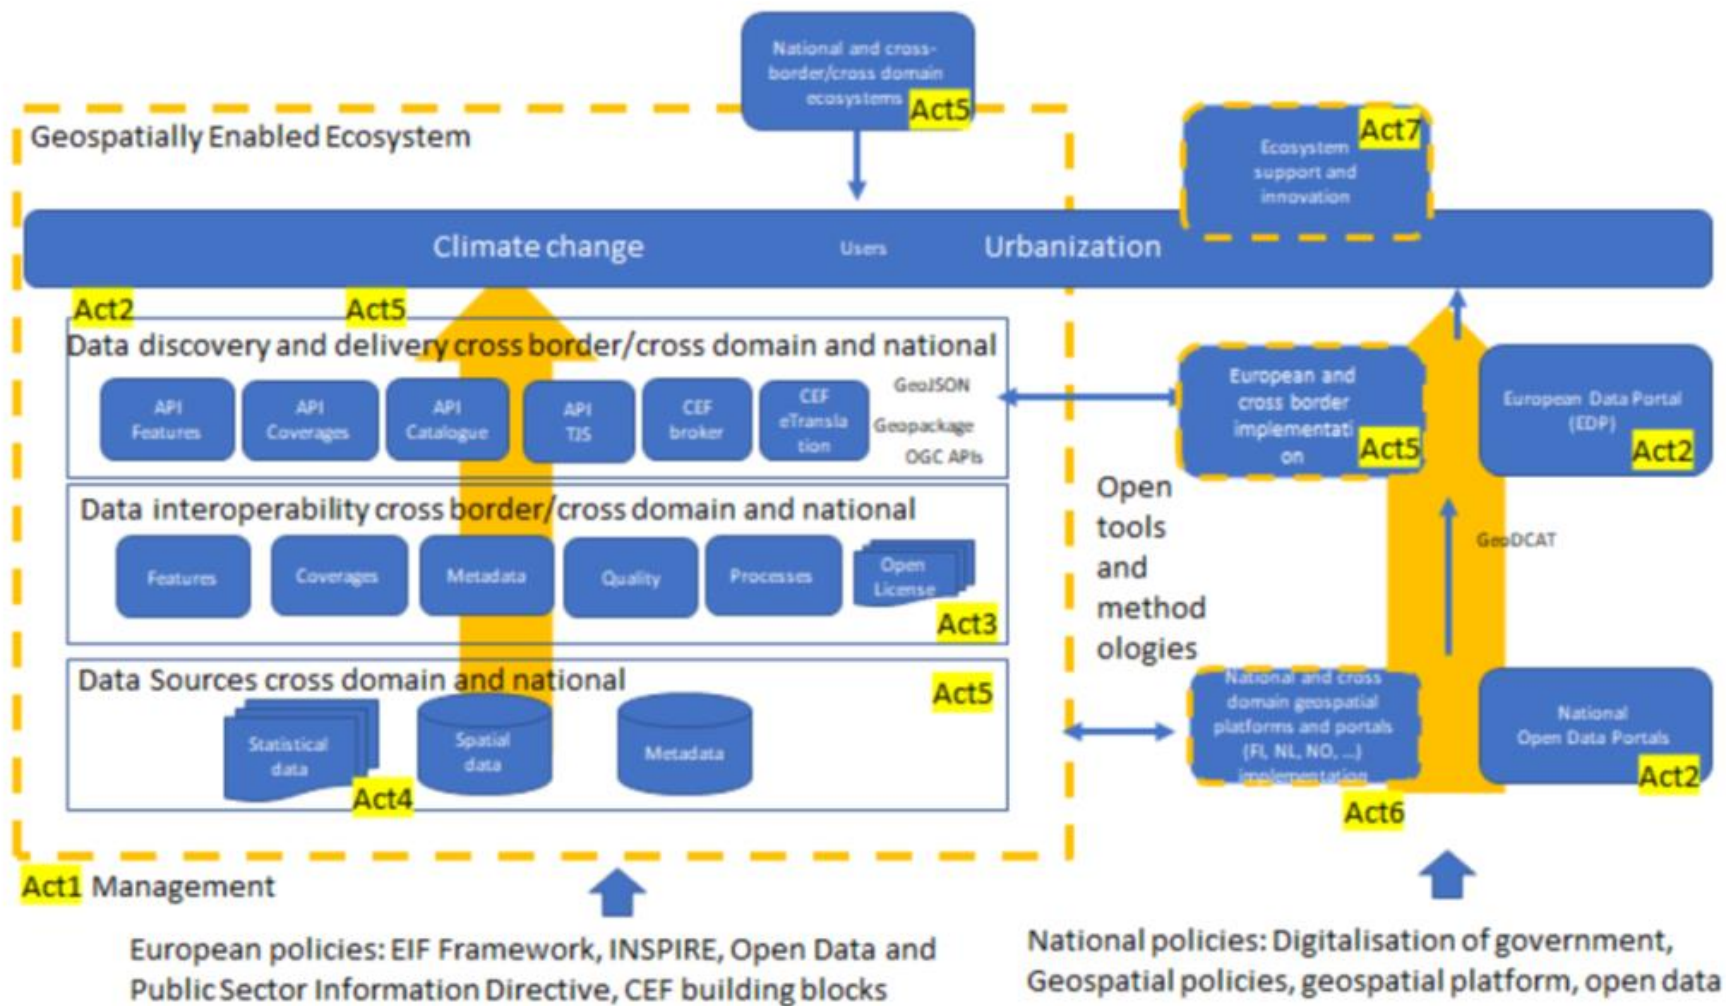 National and cross-
border/cross domain
ecosystems
Act5
Geospatially Enabled Ecosystem
Act7
Ecosystem
support and
innovation
Climate change
Users
Urbanization
Act2
Act5
Data discovery and delivery cross border/cross domain and national
API
Features
API
Coverages
API
Catalogue
API
TJS
CEF
broker
CEF
eTransla
tion
GeoJSON
Geopackage
OGC APIs
European and
cross border
implementati
on
Act5
European Data Portal
(EDP)
Act2
Data interoperability cross border/cross domain and national
Features
Coverages
Metadata
Quality
Processes
Open
License
Act3
Open
tools
and
method
ologies
GeoDCAT
Data Sources cross domain and national
Act5
Statistical
data
Act4
Spatial
data
Metadata
National and cross
domain geospatial
platforms and portals
(FI, NL, NO, ...)
implementation
Act6
National
Open Data Portals
Act2
Act1 Management
European policies: EIF Framework, INSPIRE, Open Data and
Public Sector Information Directive, CEF building blocks
National policies: Digitalisation of government,
Geospatial policies, geospatial platform, open data